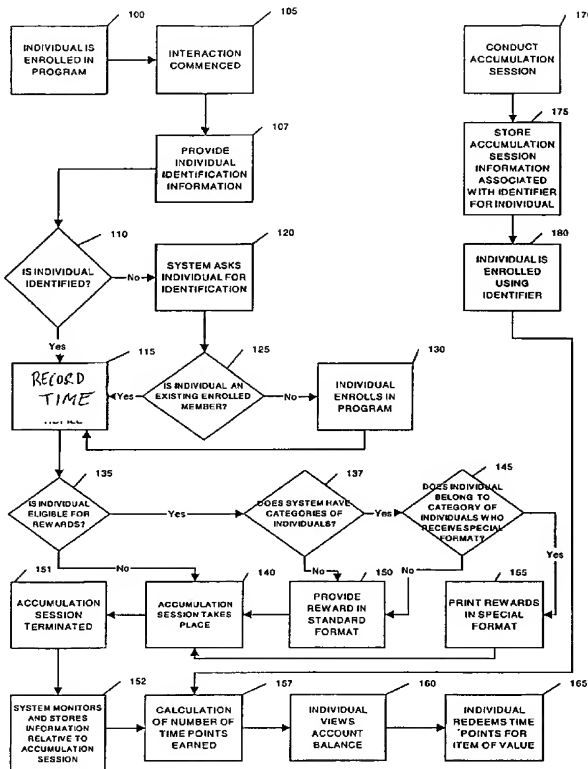 100
INDIVIDUAL IS
ENROLLED IN
PROGRAM
105
INTERACTION
COMMENCED
170
CONDUCT
ACCUMULATION
SESSION
107
PROVIDE
INDIVIDUAL
IDENTIFICATION
INFORMATION
175
STORE
ACCUMULATION
SESSION
INFORMATION
ASSOCIATED
WITH IDENTIFIER
FOR INDIVIDUAL
110
IS INDIVIDUAL
IDENTIFIED?
No
Yes
120
SYSTEM ASKS
INDIVIDUAL FOR
IDENTIFICATION
180
INDIVIDUAL IS
ENROLLED
USING
IDENTIFIER
115
RECORD
TIME
125
IS INDIVIDUAL AN
EXISTING ENROLLED
MEMBER?
Yes
No
130
INDIVIDUAL
ENROLLS IN
PROGRAM
135
IS INDIVIDUAL
ELIGIBLE FOR
REWARDS?
Yes
No
137
DOES SYSTEM HAVE
CATEGORIES OF
INDIVIDUALS?
Yes
No
145
DOES INDIVIDUAL
BELONG TO
CATEGORY OF
INDIVIDUALS WHO
RECEIVE SPECIAL
FORMAT?
Yes
No
151
ACCUMULATION
SESSION
TERMINATED
140
ACCUMULATION
SESSION TAKES
PLACE
150
PROVIDE
REWARD IN
STANDARD
FORMAT
155
PRINT REWARDS
IN SPECIAL
FORMAT
152
SYSTEM MONITORS
AND STORES
INFORMATION
RELATIVE TO
ACCUMULATION
SESSION
157
CALCULATION
OF NUMBER OF
TIME POINTS
EARNED
160
INDIVIDUAL
VIEWS
ACCOUNT
BALANCE
165
INDIVIDUAL
REDEEMS TIME
POINTS FOR
ITEM OF VALUE